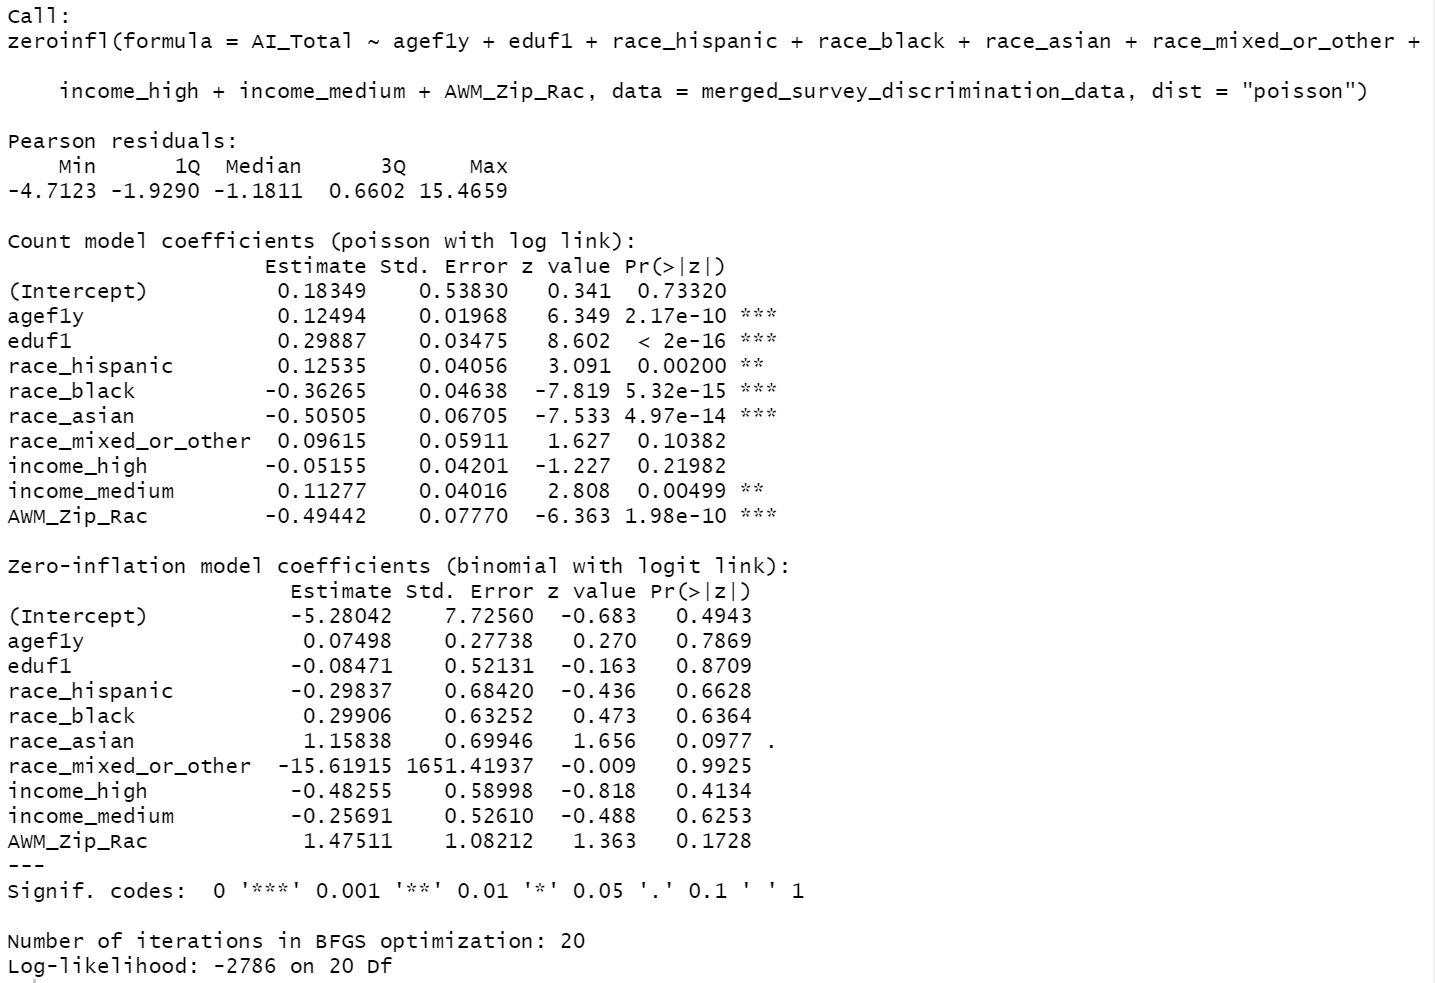 Call:
zeroinfl(formula = AI_Total ~ agef1y + eduf1 + race_hispanic + race_black + race_asian + race_mixed_or_other +
    income_high + income_medium + AWM_Zip_Rac, data = merged_survey_discrimination_data, dist = "poisson")
Pearson residuals:
    Min      1Q  Median      3Q     Max
-4.7123 -1.9290 -1.1811  0.6602 15.4659
Count model coefficients (poisson with log link):
                    Estimate Std. Error z value Pr(>|z|)
(Intercept)          0.18349    0.53830   0.341  0.73320
agef1y               0.12494    0.01968   6.349 2.17e-10 ***
eduf1                0.29887    0.03475   8.602  < 2e-16 ***
race_hispanic        0.12535    0.04056   3.091  0.00200 **
race_black          -0.36265    0.04638  -7.819 5.32e-15 ***
race_asian          -0.50505    0.06705  -7.533 4.97e-14 ***
race_mixed_or_other  0.09615    0.05911   1.627  0.10382
income_high         -0.05155    0.04201  -1.227  0.21982
income_medium        0.11277    0.04016   2.808  0.00499 **
AWM_Zip_Rac         -0.49442    0.07770  -6.363 1.98e-10 ***
Zero-inflation model coefficients (binomial with logit link):
                      Estimate Std. Error z value Pr(>|z|)
(Intercept)           -5.28042    7.72560  -0.683   0.4943
agef1y                 0.07498    0.27738   0.270   0.7869
eduf1                 -0.08471    0.52131  -0.163   0.8709
race_hispanic         -0.29837    0.68420  -0.436   0.6628
race_black             0.29906    0.63252   0.473   0.6364
race_asian             1.15838    0.69946   1.656   0.0977 .
race_mixed_or_other  -15.61915 1651.41937  -0.009   0.9925
income_high           -0.48255    0.58998  -0.818   0.4134
income_medium         -0.25691    0.52610  -0.488   0.6253
AWM_Zip_Rac            1.47511    1.08212   1.363   0.1728
---
Signif. codes:  0 '***' 0.001 '**' 0.01 '*' 0.05 '.' 0.1 ' ' 1
Number of iterations in BFGS optimization: 20
Log-likelihood: -2786 on 20 Df